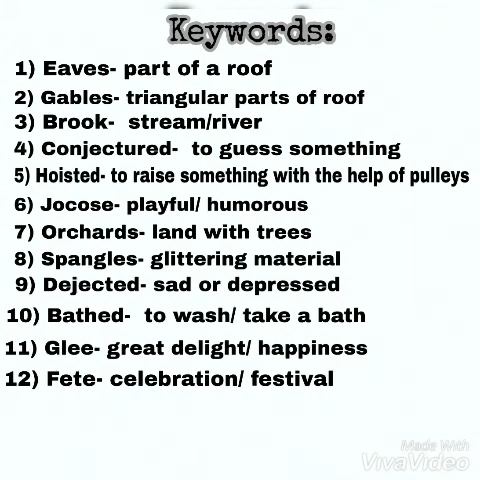 Keywords:
1) Eaves- part of a roof
2) Gables- triangular parts of roof
3) Brook- stream/river
4) Conjectured- to guess something
5) Hoisted- to raise something with the help of pulleys
6) Jocose- playful/ humorous
7) Orchards- land with trees
8) Spangles- glittering material
9) Dejected- sad or depressed
10) Bathed- to wash/ take a bath
11) Glee- great delight/ happiness
12) Fete- celebration/ festival
Made With
VivaVideo